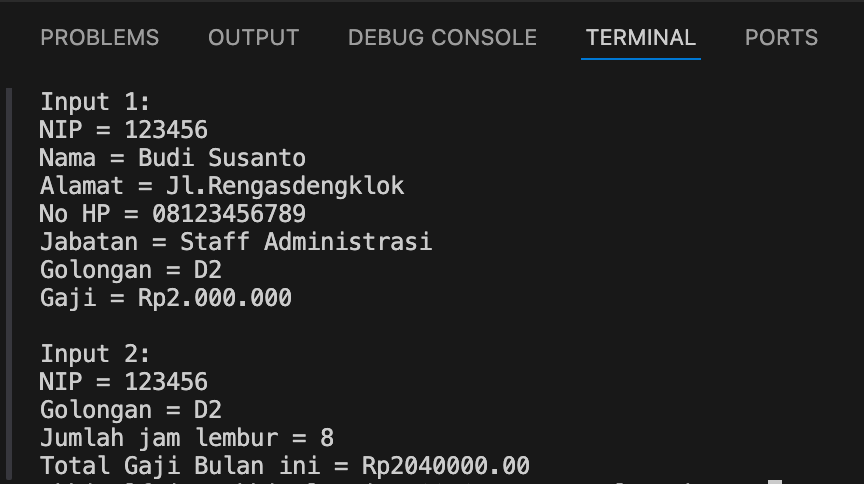 PROBLEMS OUTPUT DEBUG CONSOLE TERMINAL PORTS
Input 1:
NIP = 123456
Nama = Budi Susanto
Alamat = Jl.Rengasdengklok
No HP = 08123456789
Jabatan = Staff Administrasi
Golongan = D2
Gaji = Rp2.000.000
Input 2:
NIP = 123456
Golongan = D2
Jumlah jam lembur = 8
Total Gaji Bulan ini = Rp2040000.00